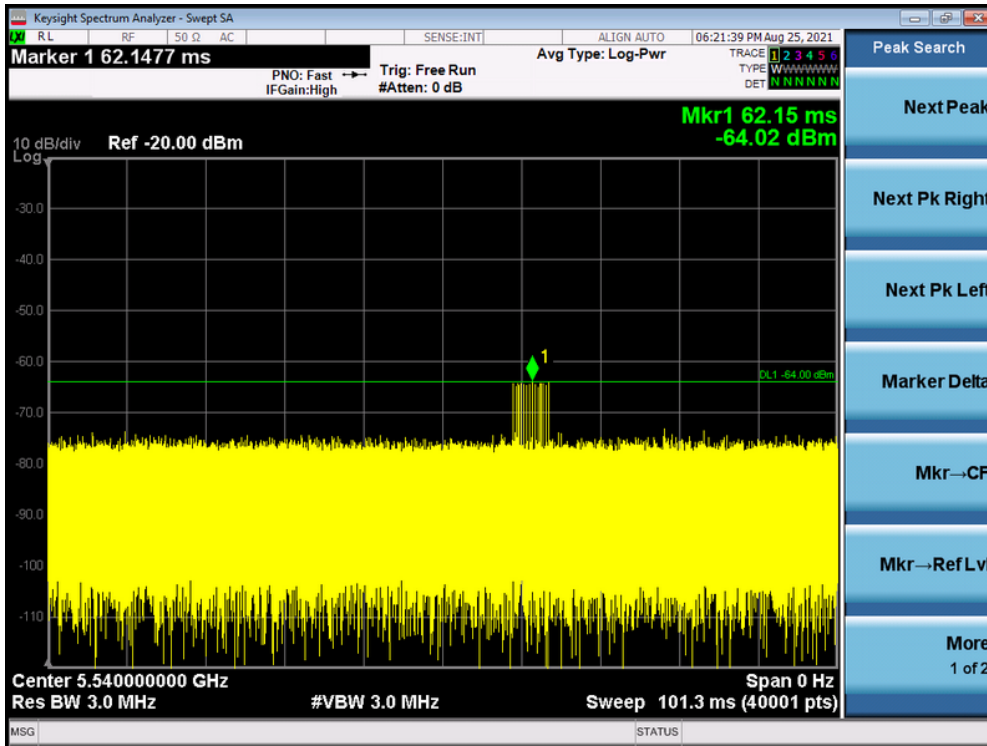 Keysight Spectrum Analyzer - Swept SA
LXI RL RF 50 Ω AC SENSE:INT ALIGN AUTO 06:21:39 PM Aug 25, 2021
Marker 1 62.1477 ms
PNO: Fast
IFGain:High
Trig: Free Run
#Atten: 0 dB
Avg Type: Log-Pwr
TRACE 1 2 3 4 5 6
TYPE WWWWWW
DET N N N N N N
Mkr1 62.15 ms
-64.02 dBm
10 dB/div Ref -20.00 dBm
Log
-30.0
-40.0
-50.0
-60.0
1
DL1 -64.00 dBm
-70.0
-80.0
-90.0
-100
-110
Center 5.540000000 GHz Span 0 Hz
Res BW 3.0 MHz #VBW 3.0 MHz Sweep 101.3 ms (40001 pts)
MSG STATUS
Peak Search
Next Peak
Next Pk Right
Next Pk Left
Marker Delta
Mkr→CF
Mkr→Ref Lvl
More
1 of 2